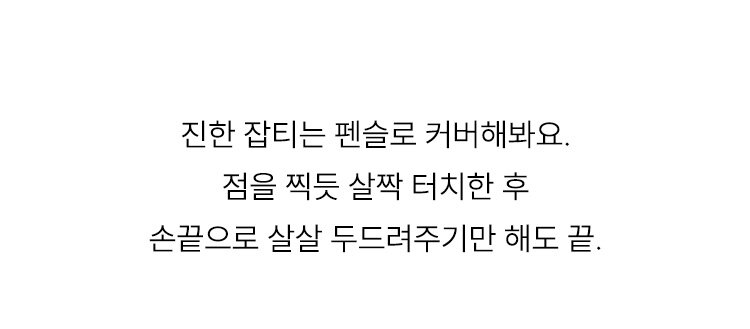 진한 잡티는 펜슬로 커버해봐요.
점을 찍듯 살짝 터치한 후
손끝으로 살살 두드려주기만 해도 끝.